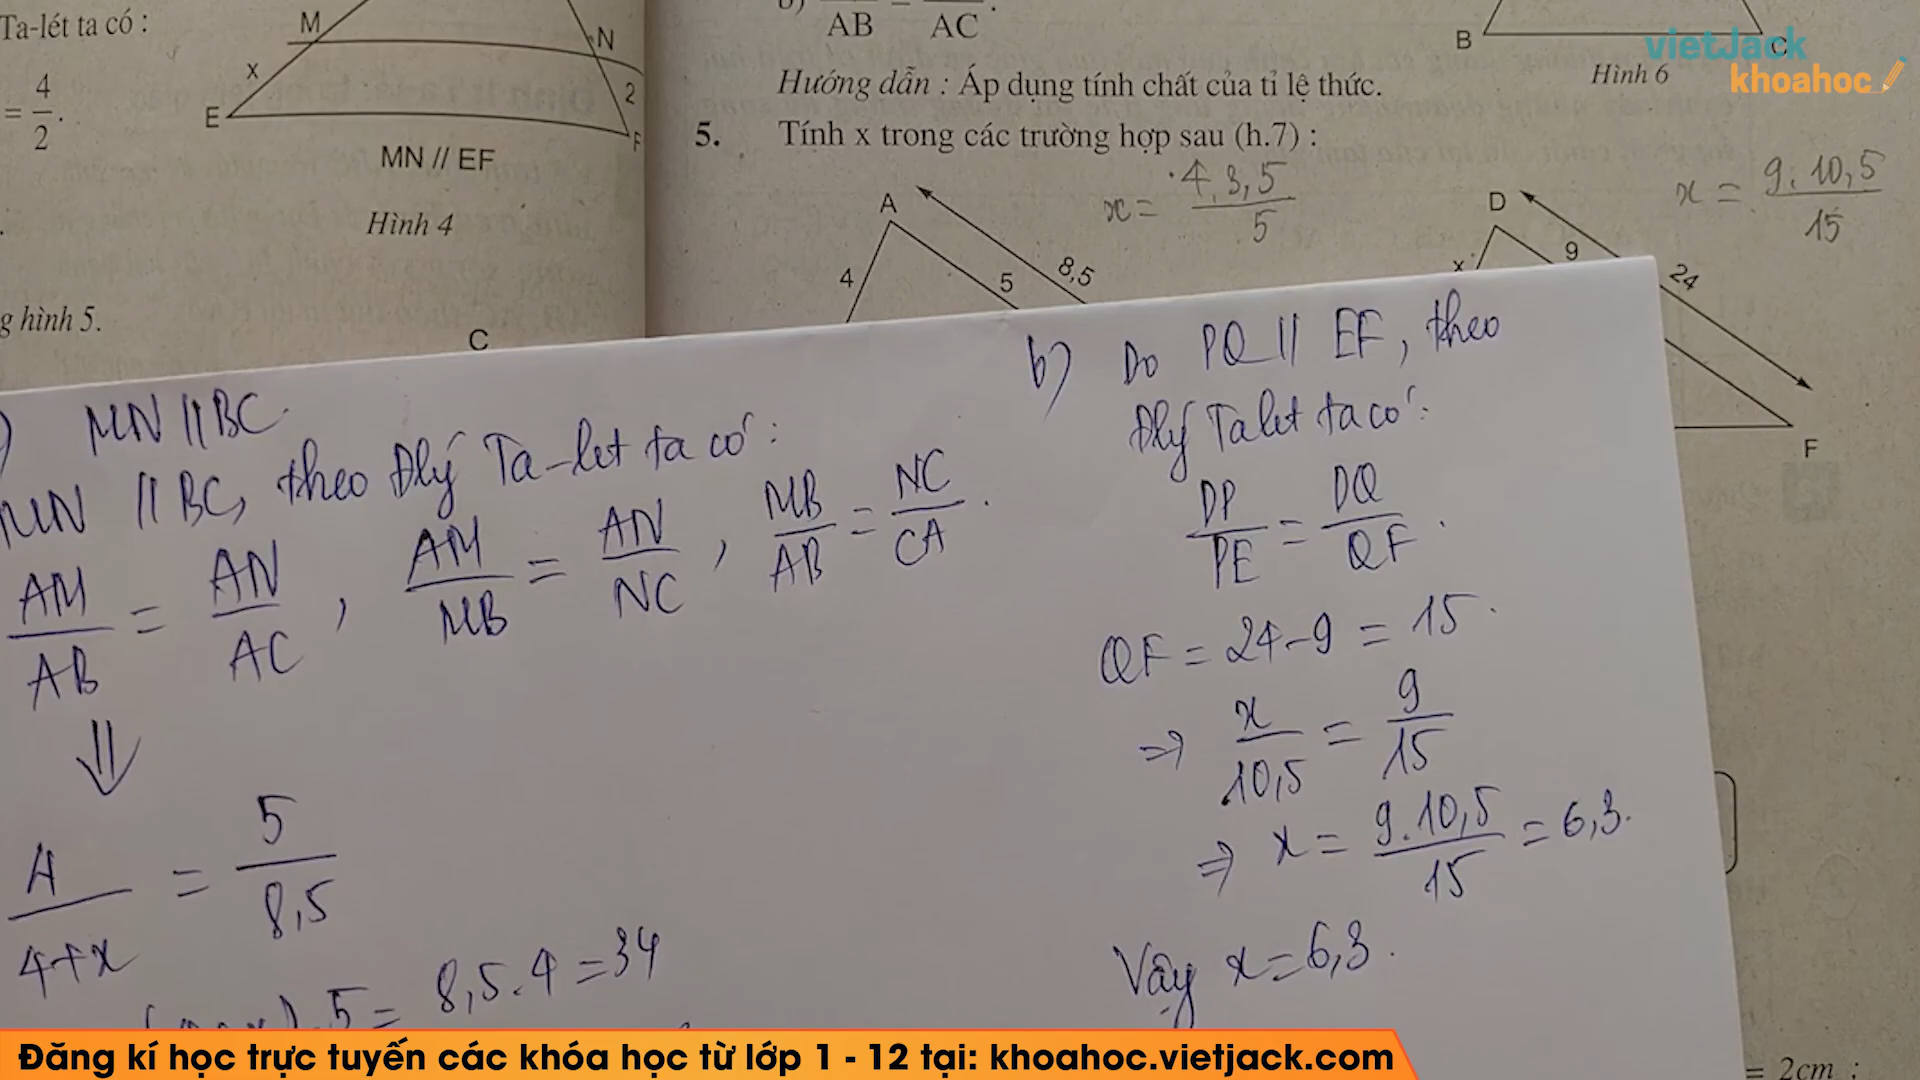 Ta-lét ta có :
= 4/2.
M
N
x
2
E
F
MN // EF
Hình 4
g hình 5.
C
AB = AC.
Hướng dẫn : Áp dụng tính chất của tỉ lệ thức.
5. Tính x trong các trường hợp sau (h.7) :
B
C
Hình 6
vietJack
khoahoc
x = 4.3,5/5
x = 9.10,5/15
A
4
5
8,5
D
x
9
24
F
MN // BC
MN // BC, theo Đlý Ta-let ta có :
AM/AB = AN/AC, AM/MB = AN/NC, MB/AB = NC/CA.
⇓
4/4+x = 5/8,5
.5 = 8,5.4 = 34
b) Do PQ // EF, theo
Đlý Talet ta có :
DP/PE = DQ/QF.
QF = 24-9 = 15.
⇒ x/10,5 = 9/15
⇒ x = 9.10,5/15 = 6,3.
Vậy x = 6,3.
= 2cm ;
Đăng kí học trực tuyến các khóa học từ lớp 1 - 12 tại: khoahoc.vietjack.com